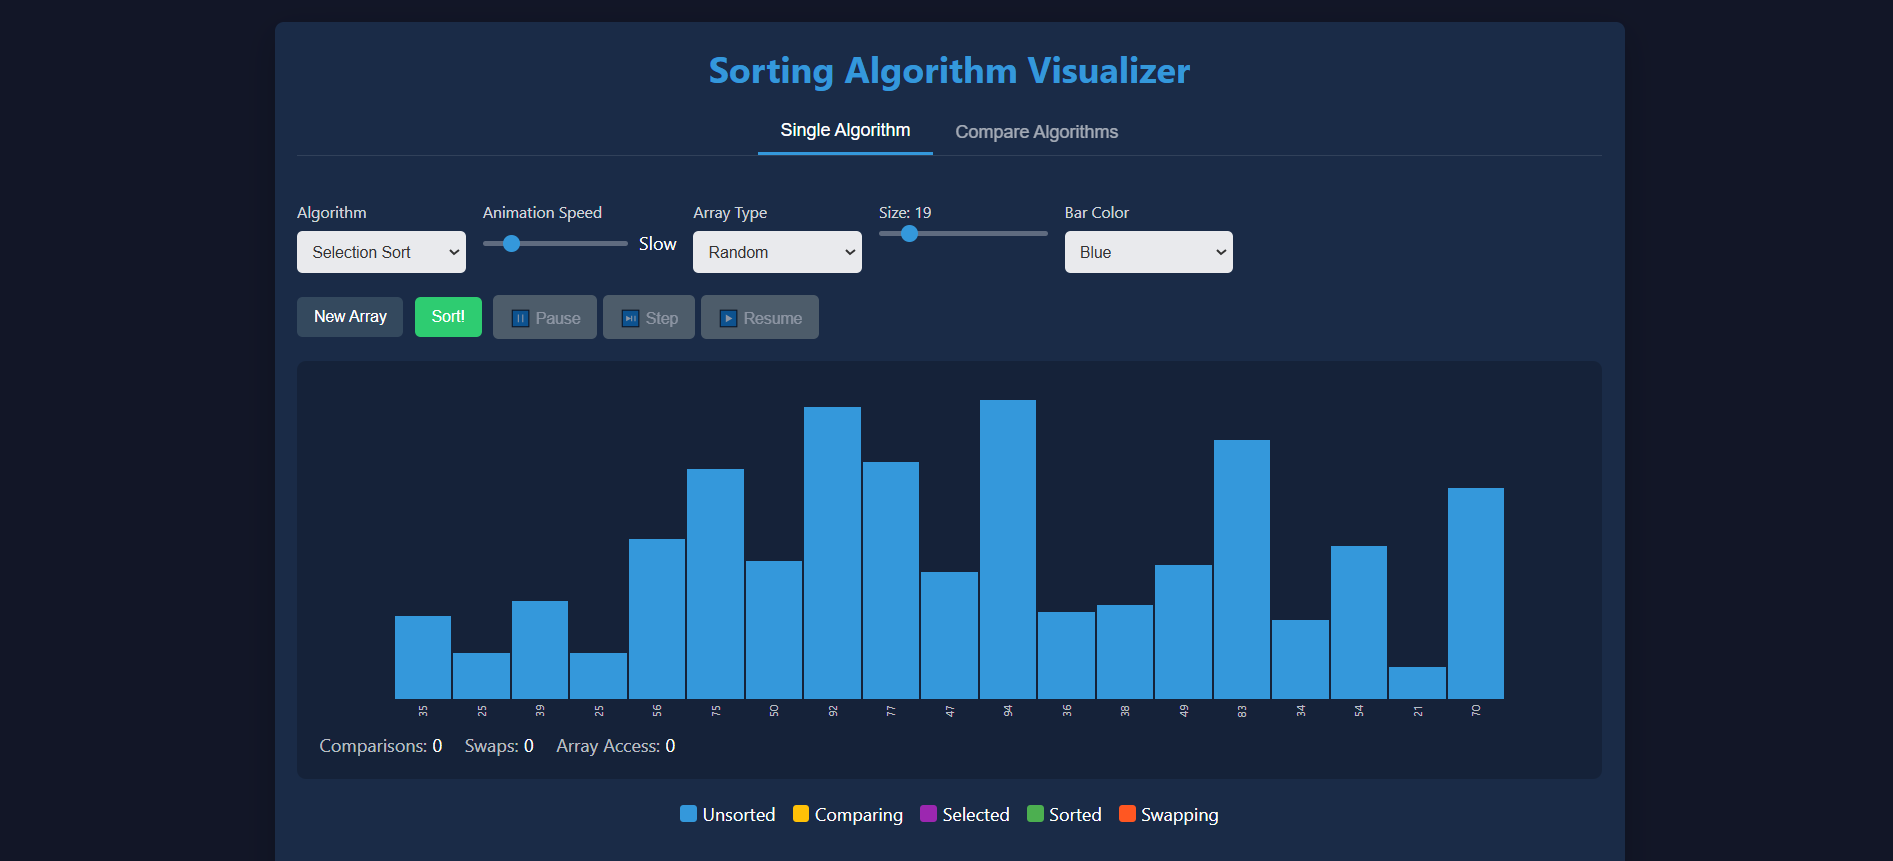 Sorting Algorithm Visualizer
Single Algorithm Compare Algorithms
Algorithm Animation Speed Array Type Size: 19 Bar Color
Selection Sort Slow Random Blue
New Array Sort! Pause Step Resume
35 25 39 25 56 75 50 92 77 47 94 36 38 49 83 34 54 21 70
Comparisons: 0 Swaps: 0 Array Access: 0
Unsorted Comparing Selected Sorted Swapping